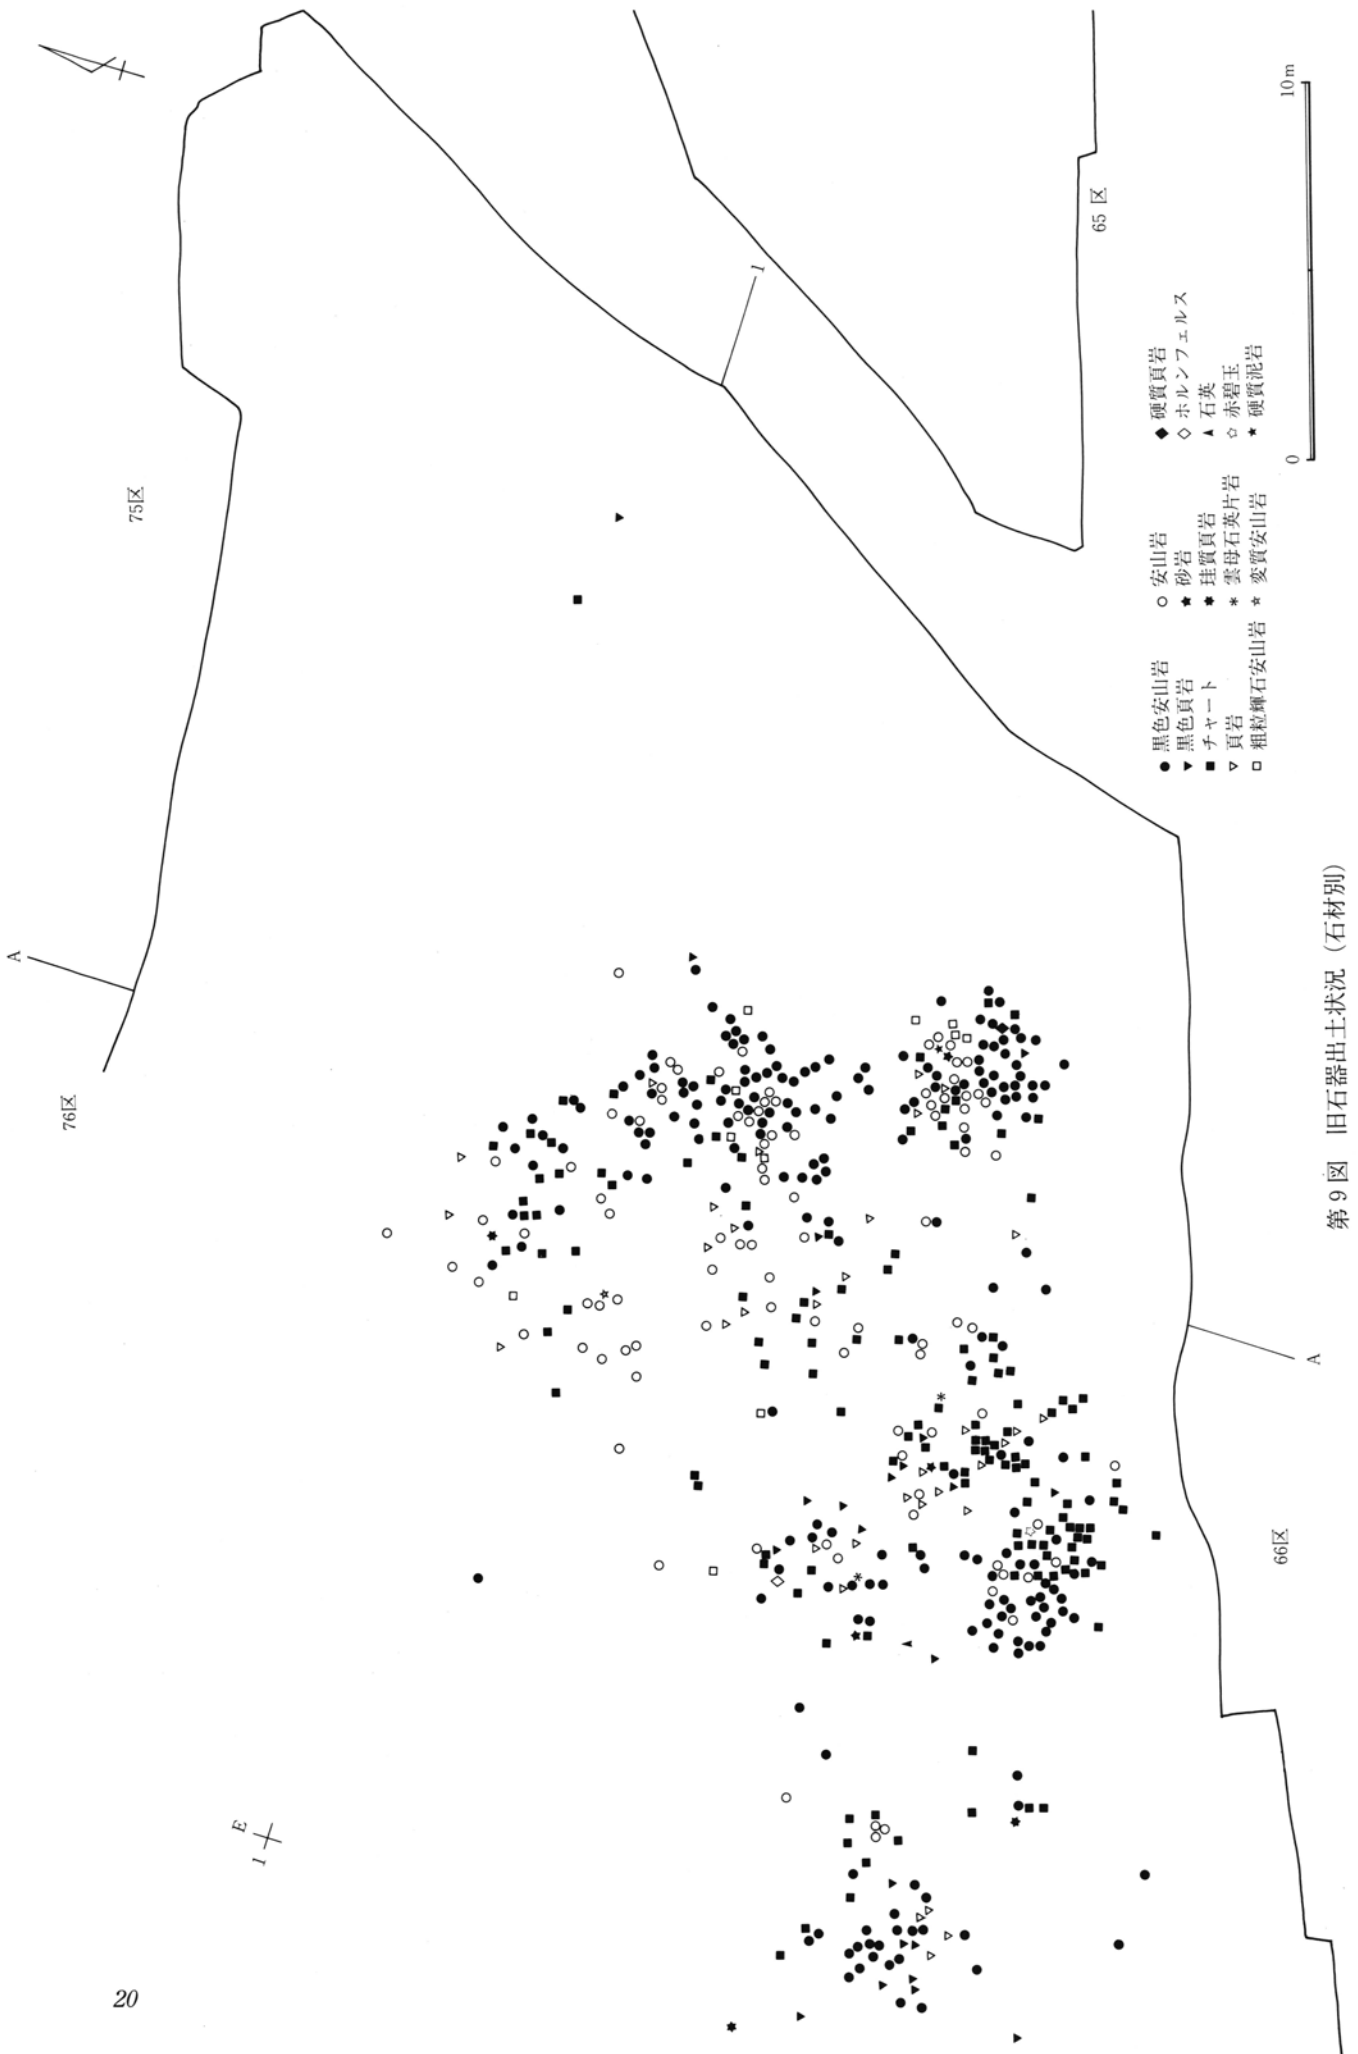 75区
76区
A
1
65 区
A
66区
E
1
● 黒色安山岩
▼ 黒色頁岩
■ チャート
▽ 頁岩
□ 粗粒輝石安山岩
○ 安山岩
★ 砂岩
珪質頁岩
* 雲母石英片岩
☆ 変質安山岩
◆ 硬質頁岩
◇ ホルンフェルス
▲ 石英
☆ 赤碧玉
★ 硬質泥岩
0 10m
第9図 旧石器出土状況 (石材別)
20